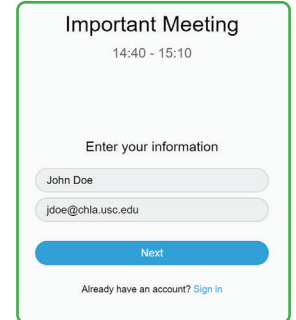 Important Meeting
14:40 - 15:10
Enter your information
John Doe
jdoe@chla.usc.edu
Next
Already have an account? Sign in